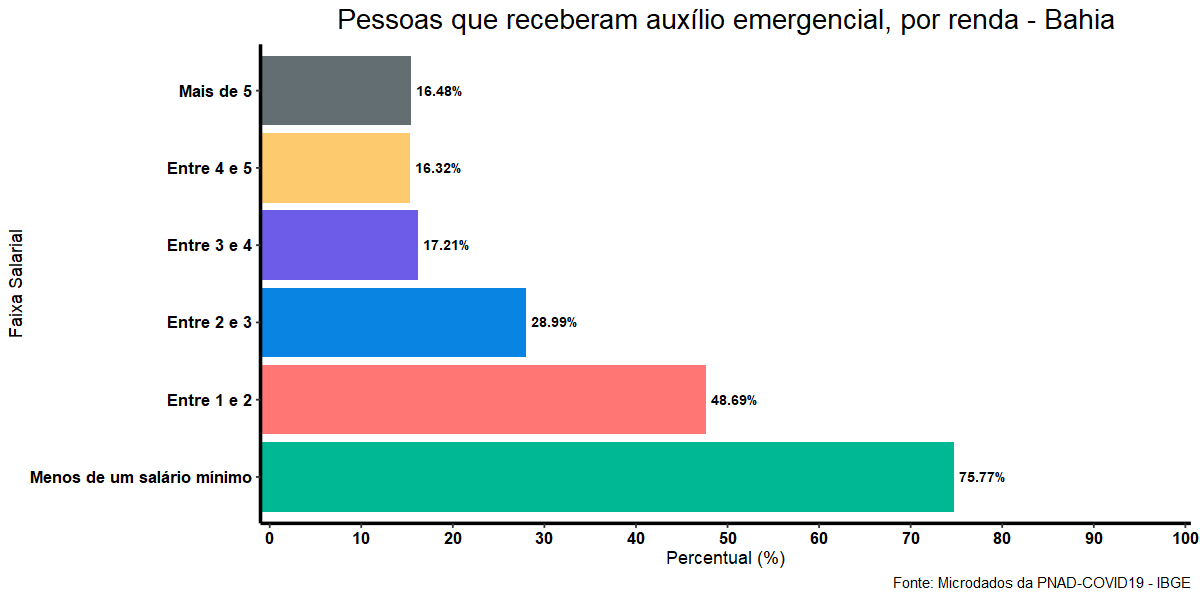 Pessoas que receberam auxílio emergencial, por renda - Bahia
Faixa Salarial
Mais de 5
16.48%
Entre 4 e 5
16.32%
Entre 3 e 4
17.21%
Entre 2 e 3
28.99%
Entre 1 e 2
48.69%
Menos de um salário mínimo
75.77%
0 10 20 30 40 50 60 70 80 90 100
Percentual (%)
Fonte: Microdados da PNAD-COVID19 - IBGE